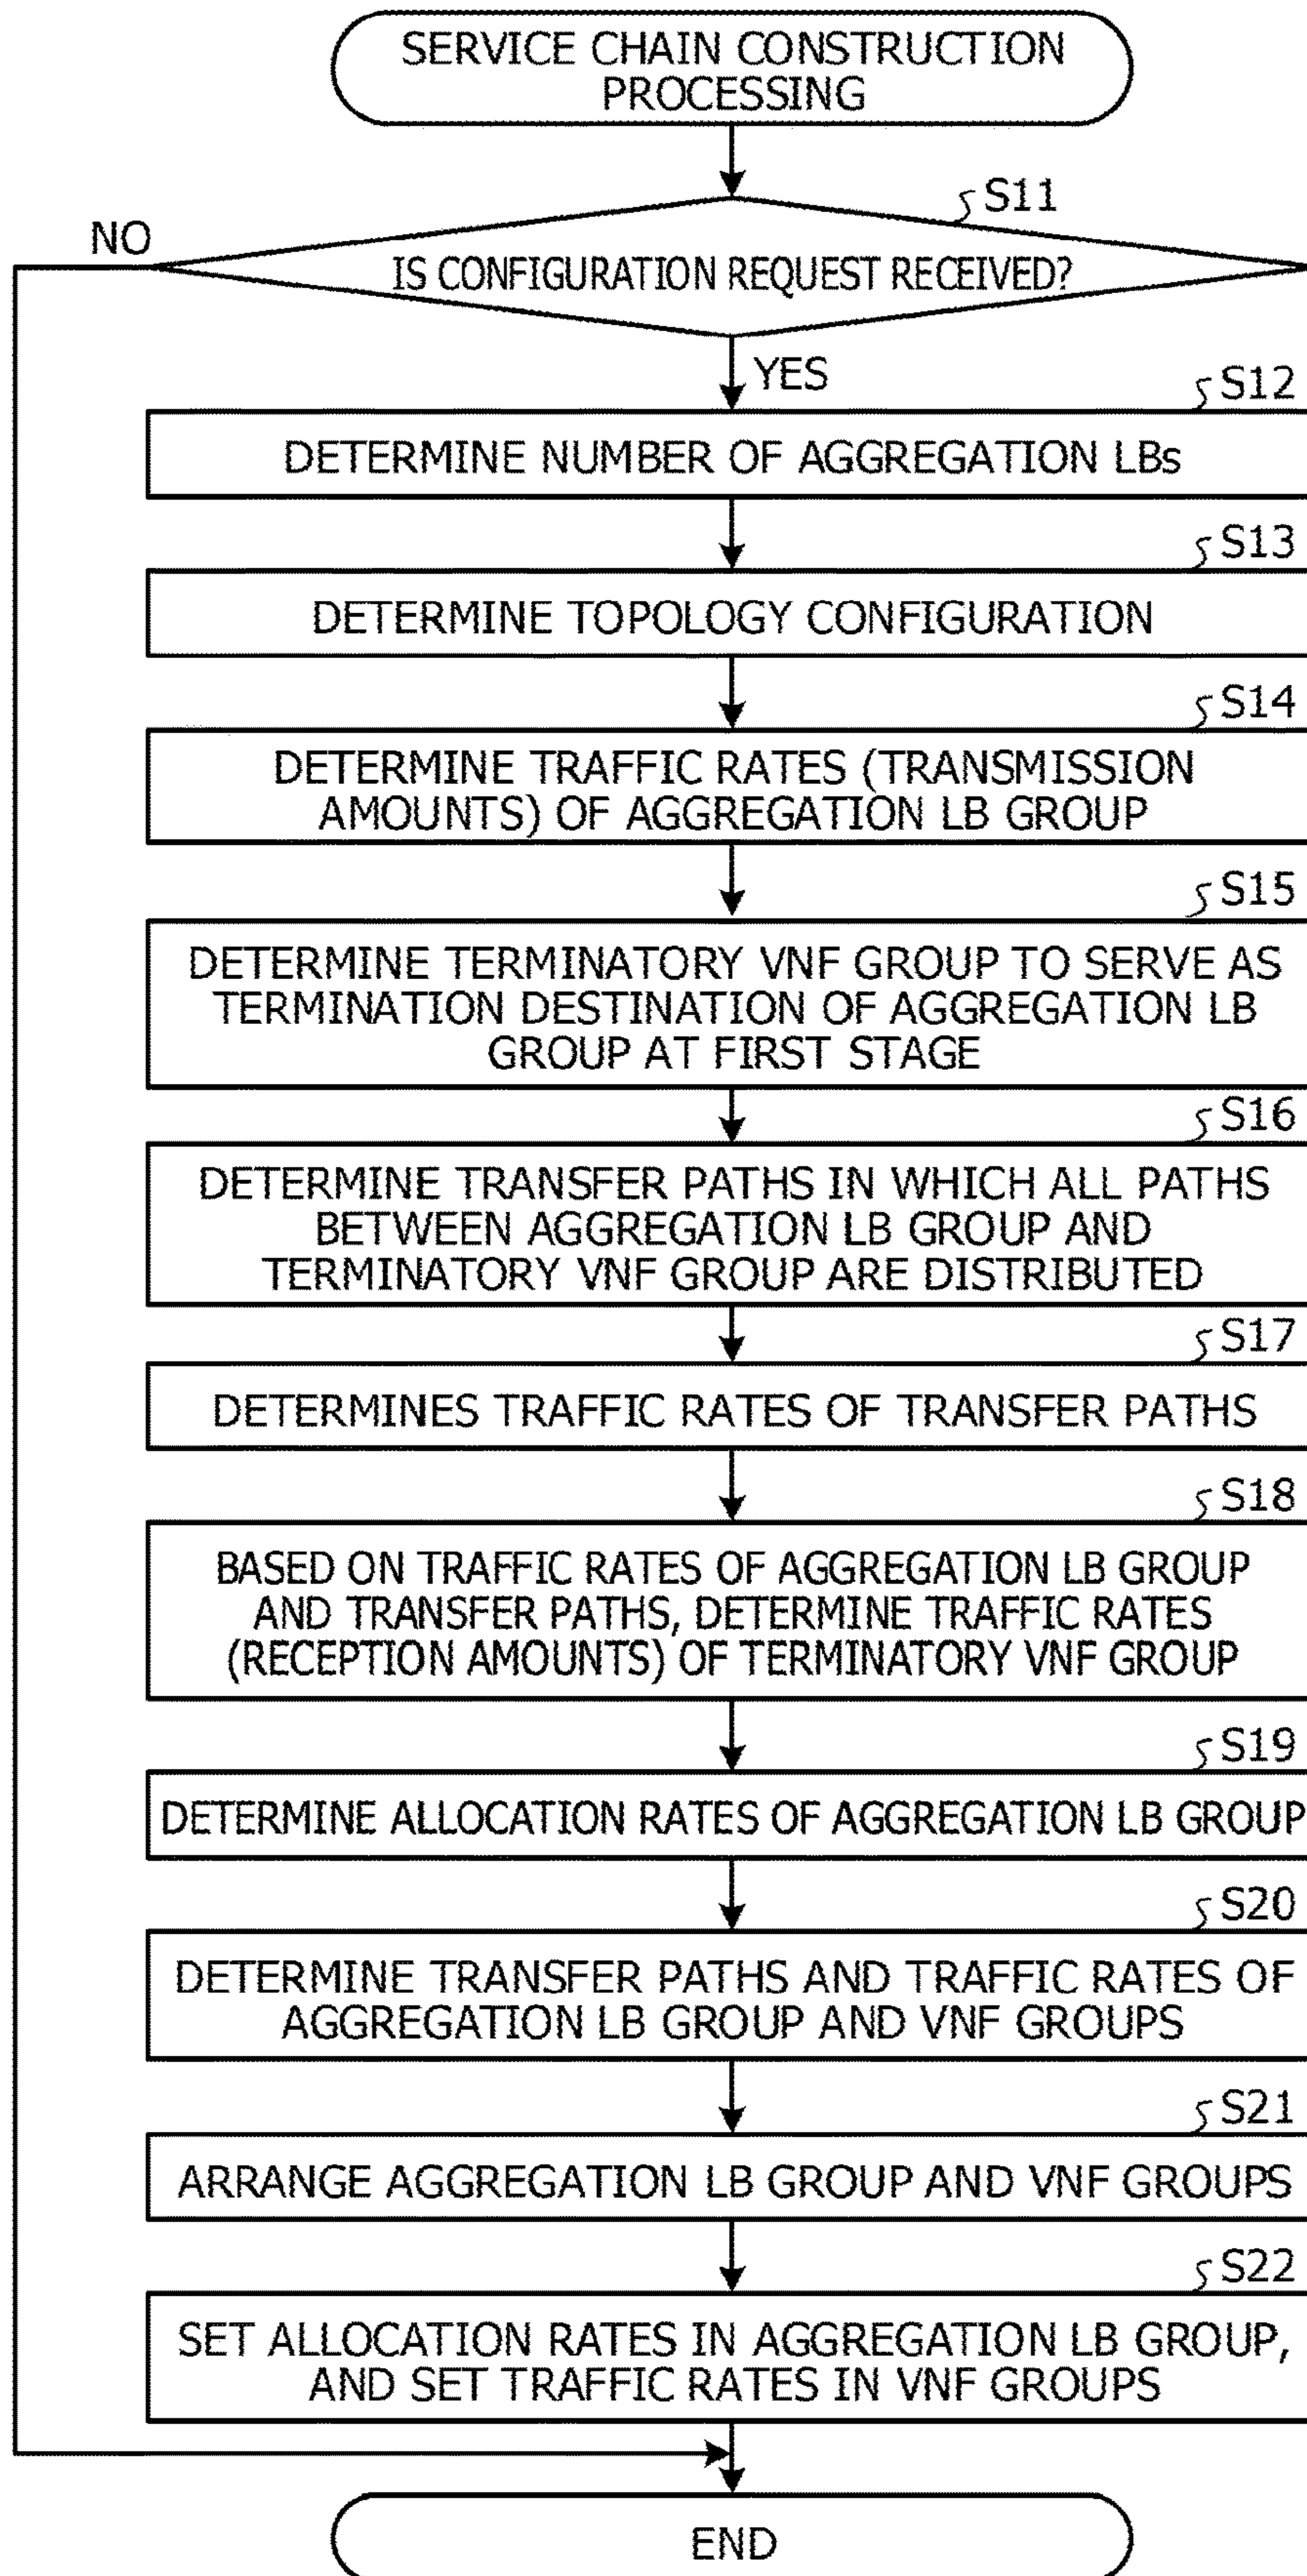 SERVICE CHAIN CONSTRUCTION
PROCESSING
S11
NO
IS CONFIGURATION REQUEST RECEIVED?
YES
S12
DETERMINE NUMBER OF AGGREGATION LBs
S13
DETERMINE TOPOLOGY CONFIGURATION
S14
DETERMINE TRAFFIC RATES (TRANSMISSION
AMOUNTS) OF AGGREGATION LB GROUP
S15
DETERMINE TERMINATORY VNF GROUP TO SERVE AS
TERMINATION DESTINATION OF AGGREGATION LB
GROUP AT FIRST STAGE
S16
DETERMINE TRANSFER PATHS IN WHICH ALL PATHS
BETWEEN AGGREGATION LB GROUP AND
TERMINATORY VNF GROUP ARE DISTRIBUTED
S17
DETERMINES TRAFFIC RATES OF TRANSFER PATHS
S18
BASED ON TRAFFIC RATES OF AGGREGATION LB GROUP
AND TRANSFER PATHS, DETERMINE TRAFFIC RATES
(RECEPTION AMOUNTS) OF TERMINATORY VNF GROUP
S19
DETERMINE ALLOCATION RATES OF AGGREGATION LB GROUP
S20
DETERMINE TRANSFER PATHS AND TRAFFIC RATES OF
AGGREGATION LB GROUP AND VNF GROUPS
S21
ARRANGE AGGREGATION LB GROUP AND VNF GROUPS
S22
SET ALLOCATION RATES IN AGGREGATION LB GROUP,
AND SET TRAFFIC RATES IN VNF GROUPS
END